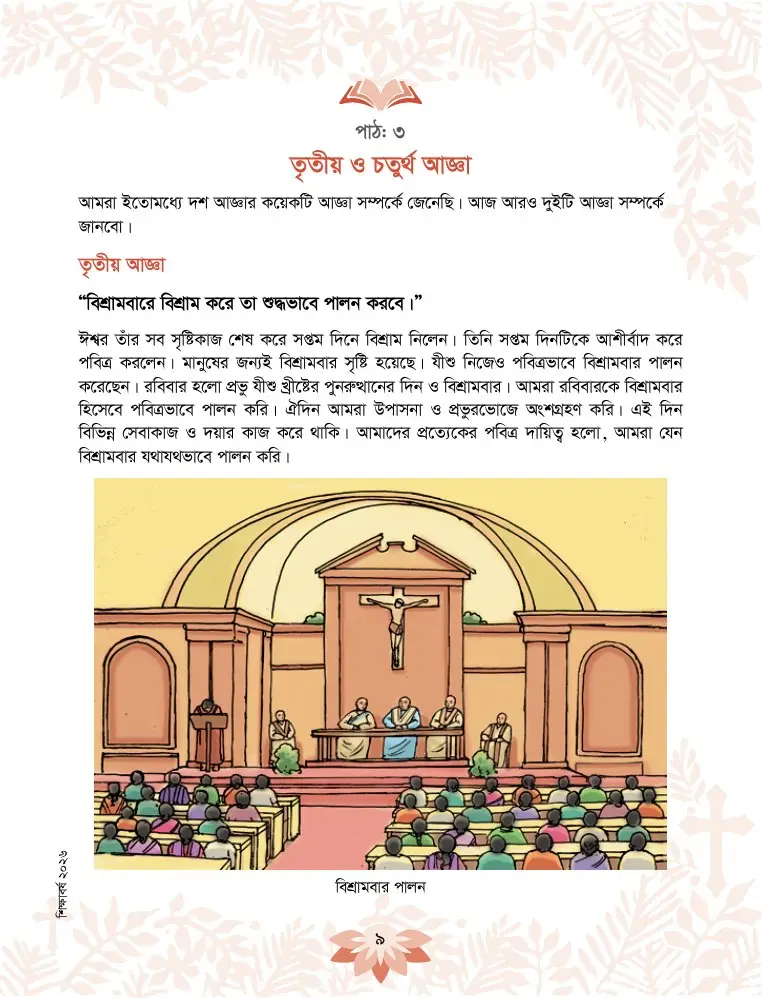 পাঠ: ৩
তৃতীয় ও চতুর্থ আজ্ঞা
আমরা ইতোমধ্যে দশ আজ্ঞার কয়েকটি আজ্ঞা সম্পর্কে জেনেছি। আজ আরও দুইটি আজ্ঞা সম্পর্কে
জানবো।
তৃতীয় আজ্ঞা
“বিশ্রামবারে বিশ্রাম করে তা শুদ্ধভাবে পালন করবে।”
ঈশ্বর তাঁর সব সৃষ্টিকাজ শেষ করে সপ্তম দিনে বিশ্রাম নিলেন। তিনি সপ্তম দিনটিকে আশীর্বাদ করে
পবিত্র করলেন। মানুষের জন্যই বিশ্রামবার সৃষ্টি হয়েছে। যীশু নিজেও পবিত্রভাবে বিশ্রামবার পালন
করেছেন। রবিবার হলো প্রভু যীশু খ্রীষ্টের পুনরুত্থানের দিন ও বিশ্রামবার। আমরা রবিবারকে বিশ্রামবার
হিসেবে পবিত্রভাবে পালন করি। ঐদিন আমরা উপাসনা ও প্রভুরভোজে অংশগ্রহণ করি। এই দিন
বিভিন্ন সেবাকাজ ও দয়ার কাজ করে থাকি। আমাদের প্রত্যেকের পবিত্র দায়িত্ব হলো, আমরা যেন
বিশ্রামবার যথাযথভাবে পালন করি।
বিশ্রামবার পালন
শিক্ষাবর্ষ ২০২৬
৯